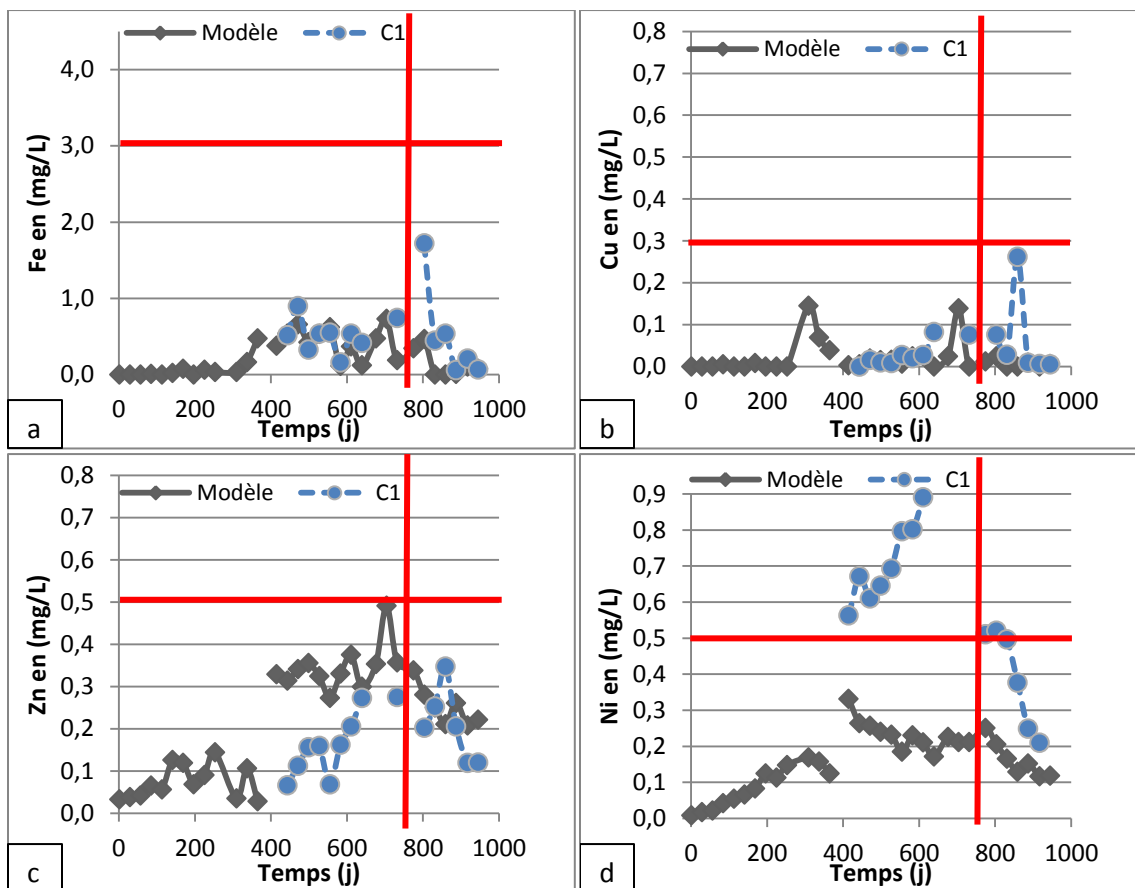 Modèle C1
4,0
3,0
2,0
1,0
0,0
Fe en (mg/L)
0 200 400 600 800 1000
Temps (j)
a
Modèle C1
0,8
0,7
0,6
0,5
0,4
0,3
0,2
0,1
0,0
Cu en (mg/L)
0 200 400 600 800 1000
Temps (j)
b
Modèle C1
0,8
0,7
0,6
0,5
0,4
0,3
0,2
0,1
0,0
Zn en (mg/L)
0 200 400 600 800 1000
Temps (j)
c
Modèle C1
0,9
0,8
0,7
0,6
0,5
0,4
0,3
0,2
0,1
0,0
Ni en (mg/L)
0 200 400 600 800 1000
Temps (j)
d